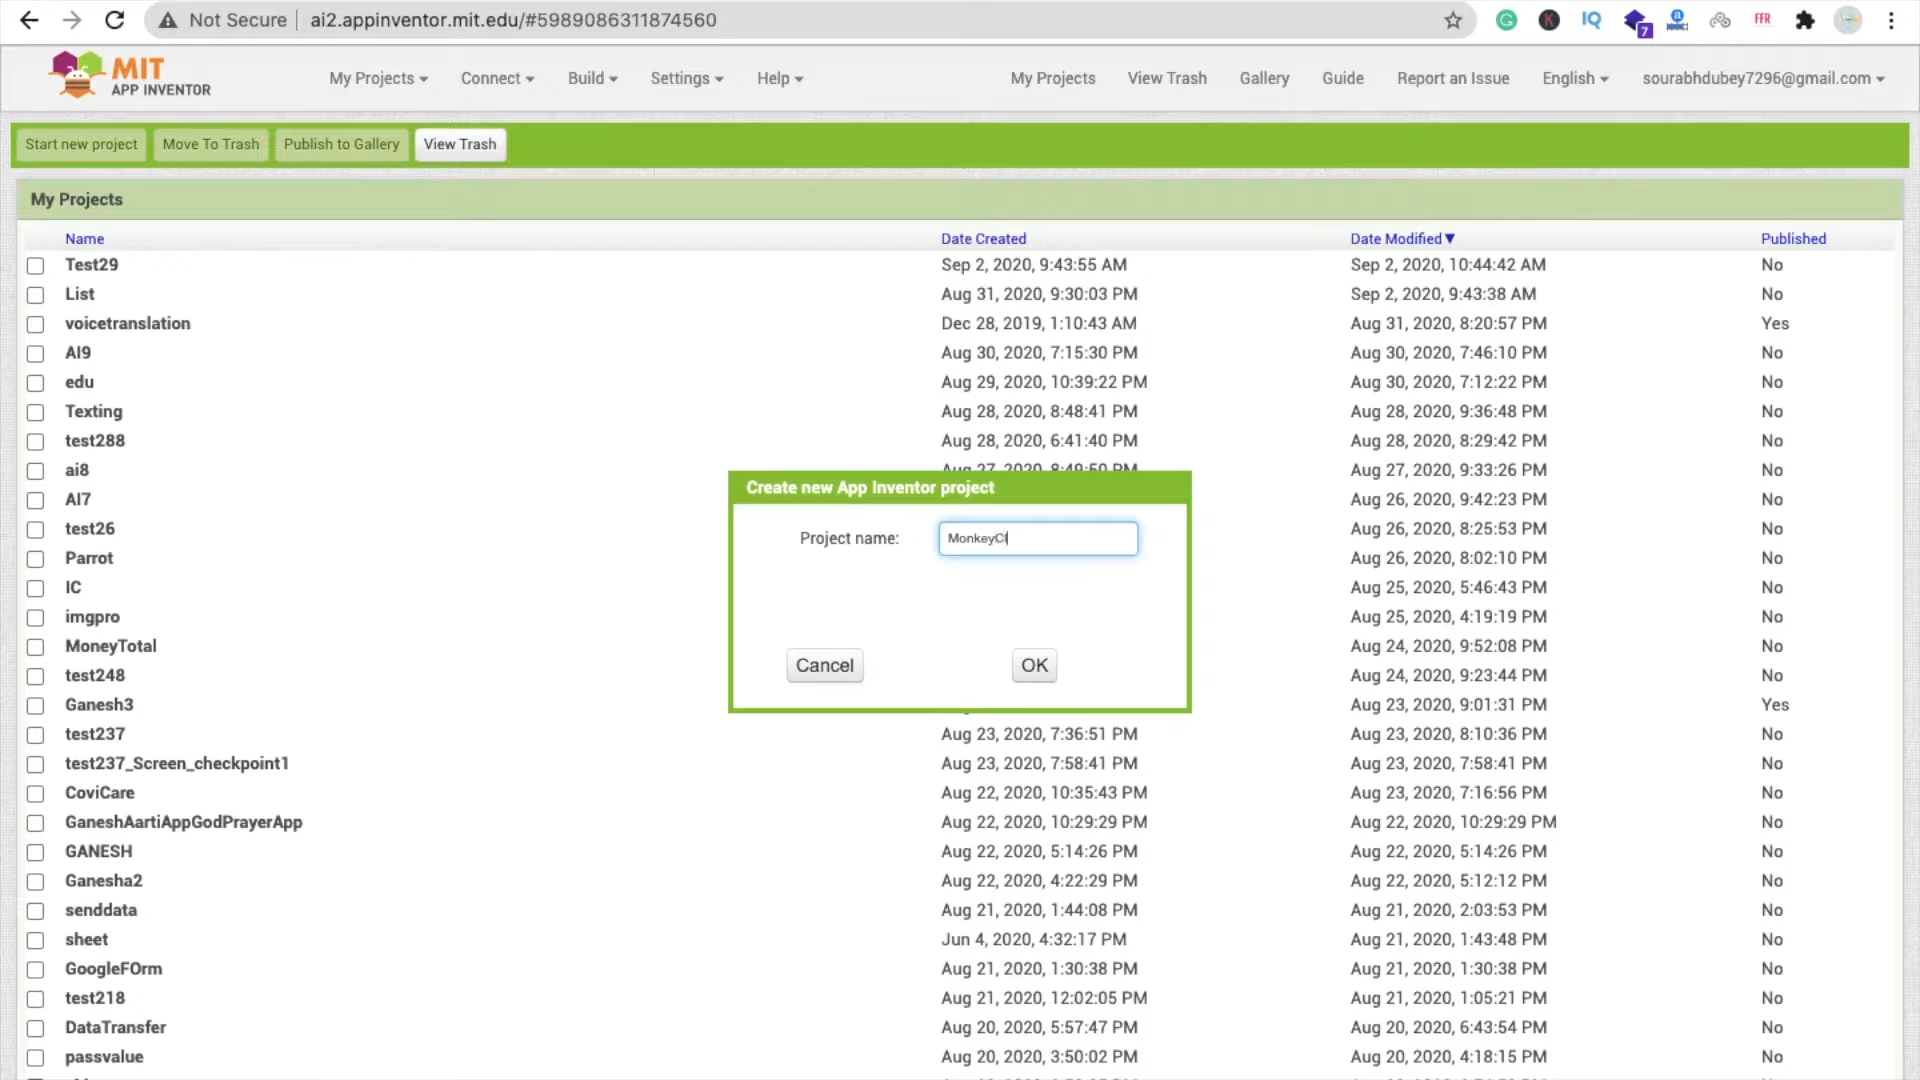 Not Secure ai2.appinventor.mit.edu/#5989086311874560
IQ 7 FFR
MIT
APP INVENTOR
My Projects Connect Build Settings Help My Projects View Trash Gallery Guide Report an Issue English sourabhdubey7296@gmail.com
Start new project Move To Trash Publish to Gallery View Trash
My Projects
Name Date Created Date Modified Published
Test29 Sep 2, 2020, 9:43:55 AM Sep 2, 2020, 10:44:42 AM No
List Aug 31, 2020, 9:30:03 PM Sep 2, 2020, 9:43:38 AM No
voicetranslation Dec 28, 2019, 1:10:43 AM Aug 31, 2020, 8:20:57 PM Yes
AI9 Aug 30, 2020, 7:15:30 PM Aug 30, 2020, 7:46:10 PM No
edu Aug 29, 2020, 10:39:22 PM Aug 30, 2020, 7:12:22 PM No
Texting Aug 28, 2020, 8:48:41 PM Aug 28, 2020, 9:36:48 PM No
test288 Aug 28, 2020, 6:41:40 PM Aug 28, 2020, 8:29:42 PM No
ai8 Aug 27, 2020, 8:49:50 PM Aug 27, 2020, 9:33:26 PM No
AI7 Aug 26, 2020, 9:42:23 PM No
test26 Aug 26, 2020, 8:25:53 PM No
Parrot Aug 26, 2020, 8:02:10 PM No
IC Aug 25, 2020, 5:46:43 PM No
imgpro Aug 25, 2020, 4:19:19 PM No
MoneyTotal Aug 24, 2020, 9:52:08 PM No
test248 Aug 24, 2020, 9:23:44 PM No
Ganesh3 Aug 23, 2020, 9:01:31 PM Yes
Create new App Inventor project
Project name: MonkeyCl
Cancel OK
test237 Aug 23, 2020, 7:36:51 PM Aug 23, 2020, 8:10:36 PM No
test237_Screen_checkpoint1 Aug 23, 2020, 7:58:41 PM Aug 23, 2020, 7:58:41 PM No
CoviCare Aug 22, 2020, 10:35:43 PM Aug 23, 2020, 7:16:56 PM No
GaneshAartiAppGodPrayerApp Aug 22, 2020, 10:29:29 PM Aug 22, 2020, 10:29:29 PM No
GANESH Aug 22, 2020, 5:14:26 PM Aug 22, 2020, 5:14:26 PM No
Ganesha2 Aug 22, 2020, 4:22:29 PM Aug 22, 2020, 5:12:12 PM No
senddata Aug 21, 2020, 1:44:08 PM Aug 21, 2020, 2:03:53 PM No
sheet Jun 4, 2020, 4:32:17 PM Aug 21, 2020, 1:43:48 PM No
GoogleFOrm Aug 21, 2020, 1:30:38 PM Aug 21, 2020, 1:30:38 PM No
test218 Aug 21, 2020, 12:02:05 PM Aug 21, 2020, 1:05:21 PM No
DataTransfer Aug 20, 2020, 5:57:47 PM Aug 20, 2020, 6:43:54 PM No
passvalue Aug 20, 2020, 3:50:02 PM Aug 20, 2020, 4:18:15 PM No